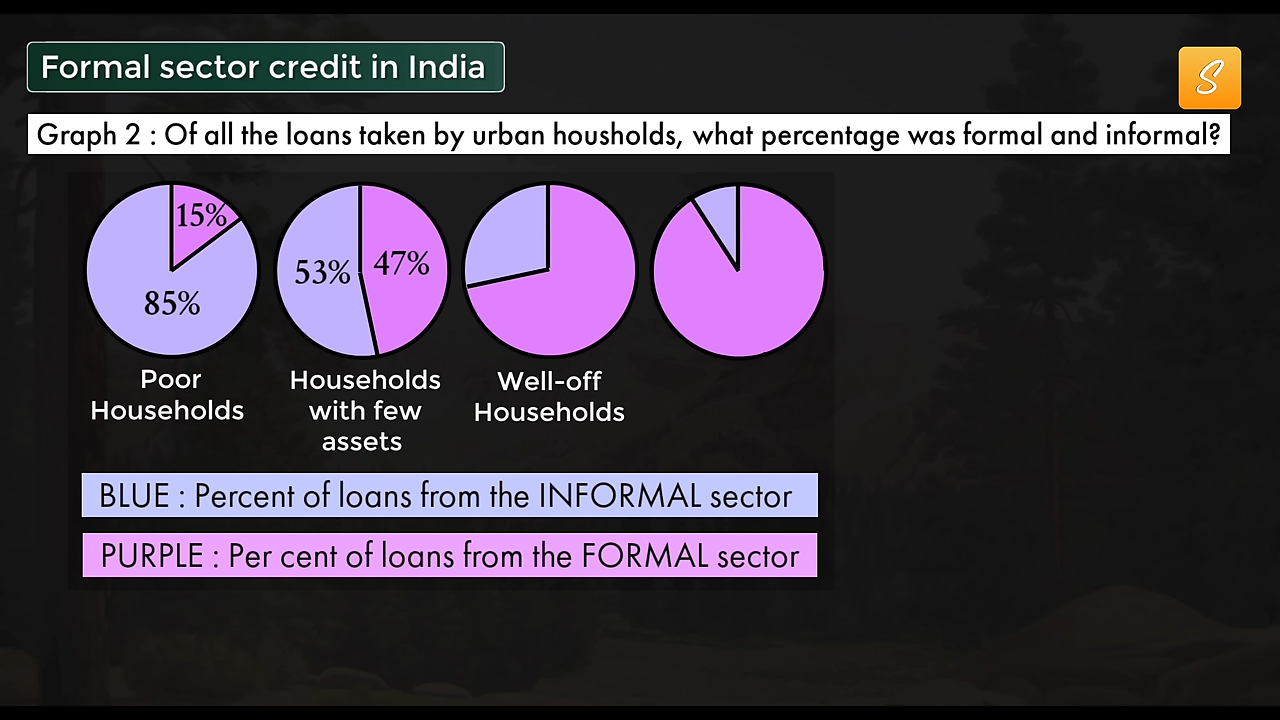 Formal sector credit in India
S
Graph 2 : Of all the loans taken by urban housholds, what percentage was formal and informal?
15%
85%
53%
47%
Poor
Households
Households
with few
assets
Well-off
Households
BLUE : Percent of loans from the INFORMAL sector
PURPLE : Per cent of loans from the FORMAL sector